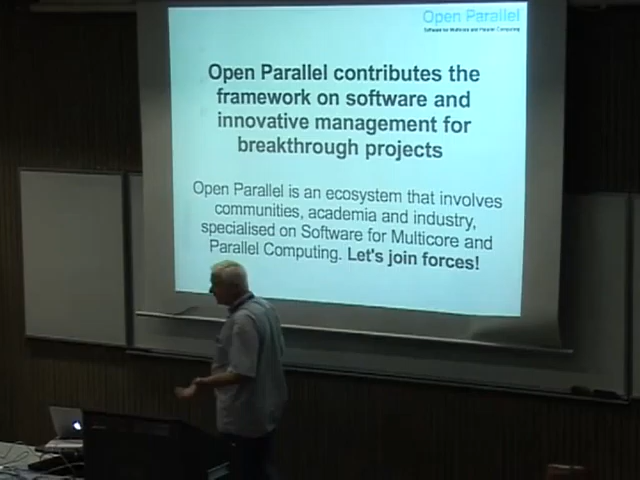 Open Parallel
Software for Multicore and Parallel Computing
Open Parallel contributes the
framework on software and
innovative management for
breakthrough projects
Open Parallel is an ecosystem that involves
communities, academia and industry,
specialised on Software for Multicore and
Parallel Computing. Let's join forces!